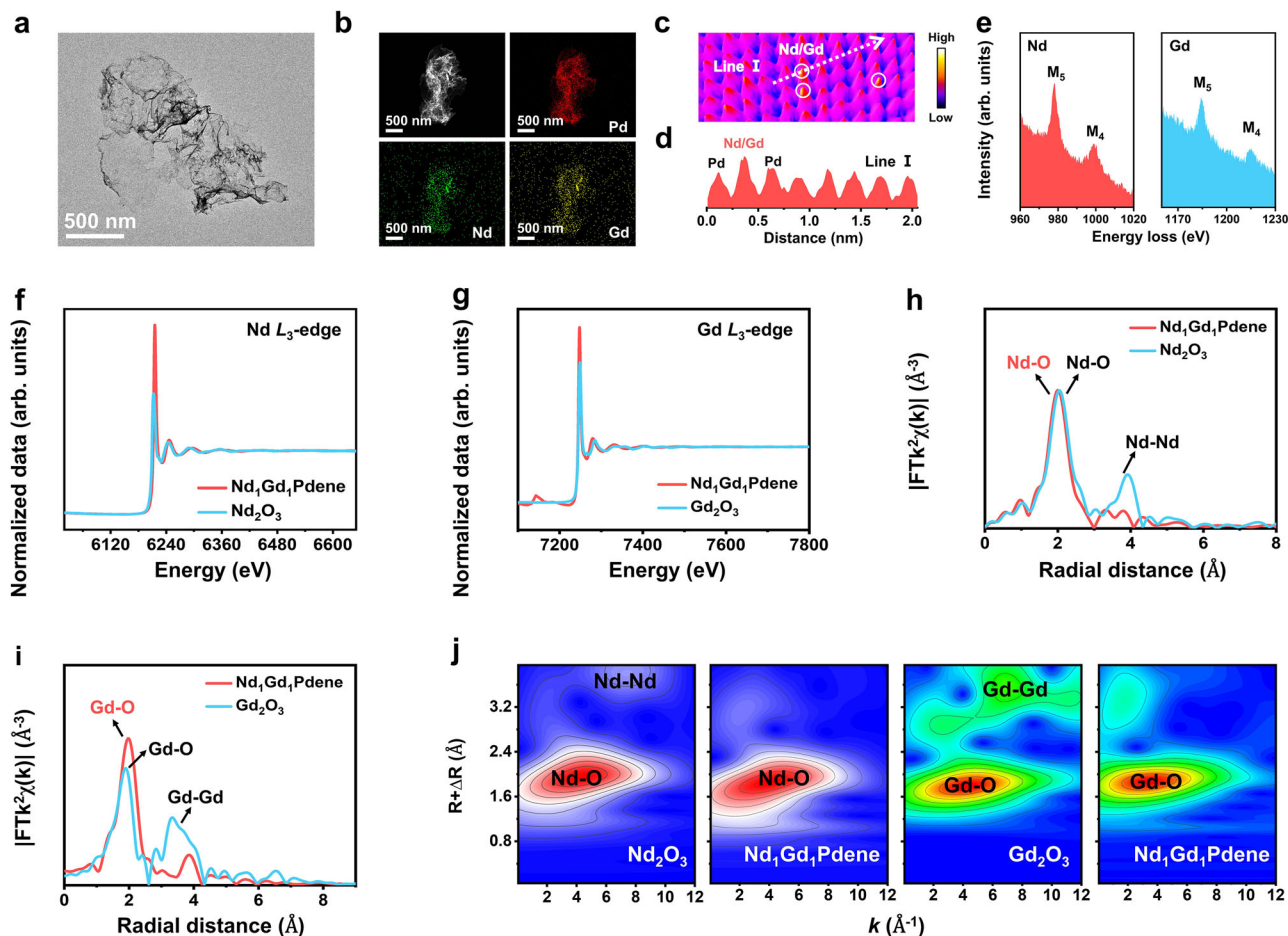 a
500 nm
b
500 nm
500 nm
Pd
500 nm
Nd
500 nm
Gd
c
Nd/Gd
Line I
High
Low
d
Nd/Gd
Pd
Pd
Line I
0.0 0.5 1.0 1.5 2.0
Distance (nm)
e
Intensity (arb. units)
Nd
M5
M4
960 980 1000 1020
Gd
M5
M4
1170 1200 1230
Energy loss (eV)
f
Normalized data (arb. units)
Nd L3-edge
Nd1Gd1Pdene
Nd2O3
6120 6240 6360 6480 6600
Energy (eV)
g
Normalized data (arb. units)
Gd L3-edge
Nd1Gd1Pdene
Gd2O3
7200 7400 7600 7800
Energy (eV)
h
|FTk²χ(k)| (Å-3)
Nd1Gd1Pdene
Nd2O3
Nd-O
Nd-O
Nd-Nd
0 2 4 6 8
Radial distance (Å)
i
|FTk²χ(k)| (Å-3)
Nd1Gd1Pdene
Gd2O3
Gd-O
Gd-O
Gd-Gd
0 2 4 6 8
Radial distance (Å)
j
R+ΔR (Å)
3.2
2.4
1.6
0.8
Nd-Nd
Nd-O
Nd2O3
2 4 6 8 10 12
Nd-O
Nd1Gd1Pdene
2 4 6 8 10 12
Gd-Gd
Gd-O
Gd2O3
2 4 6 8 10 12
Gd-O
Nd1Gd1Pdene
2 4 6 8 10 12
k (Å-1)